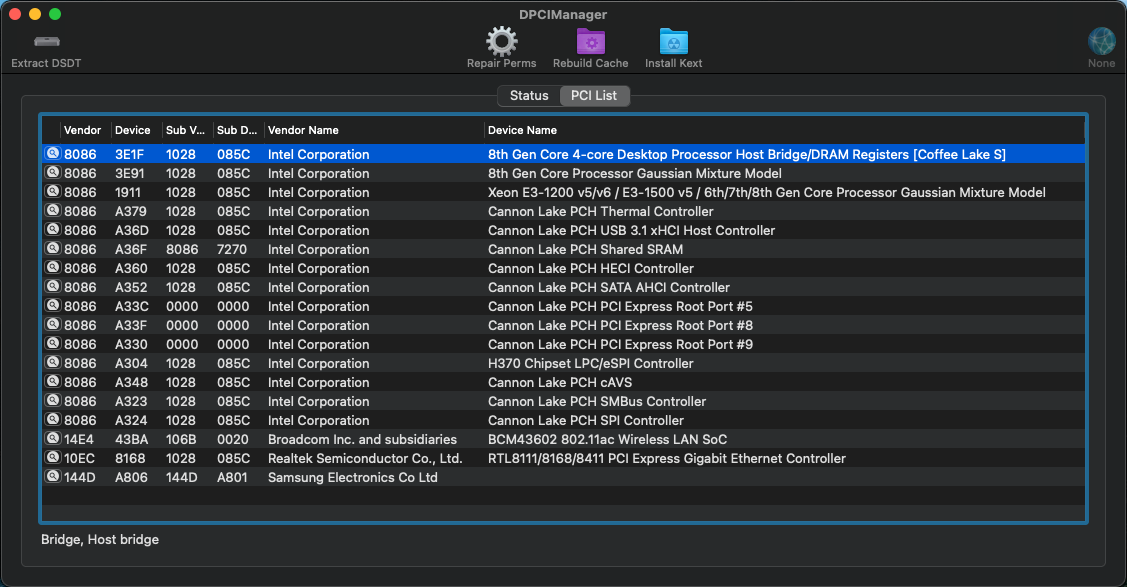 DPCIManager
Extract DSDT
Repair Perms
Rebuild Cache
Install Kext
None
Status PCI List
Vendor Device Sub V... Sub D... Vendor Name Device Name
8086 3E1F 1028 085C Intel Corporation 8th Gen Core 4-core Desktop Processor Host Bridge/DRAM Registers [Coffee Lake S]
8086 3E91 1028 085C Intel Corporation 8th Gen Core Processor Gaussian Mixture Model
8086 1911 1028 085C Intel Corporation Xeon E3-1200 v5/v6 / E3-1500 v5 / 6th/7th/8th Gen Core Processor Gaussian Mixture Model
8086 A379 1028 085C Intel Corporation Cannon Lake PCH Thermal Controller
8086 A36D 1028 085C Intel Corporation Cannon Lake PCH USB 3.1 xHCI Host Controller
8086 A36F 8086 7270 Intel Corporation Cannon Lake PCH Shared SRAM
8086 A360 1028 085C Intel Corporation Cannon Lake PCH HECI Controller
8086 A352 1028 085C Intel Corporation Cannon Lake PCH SATA AHCI Controller
8086 A33C 0000 0000 Intel Corporation Cannon Lake PCH PCI Express Root Port #5
8086 A33F 0000 0000 Intel Corporation Cannon Lake PCH PCI Express Root Port #8
8086 A330 0000 0000 Intel Corporation Cannon Lake PCH PCI Express Root Port #9
8086 A304 1028 085C Intel Corporation H370 Chipset LPC/eSPI Controller
8086 A348 1028 085C Intel Corporation Cannon Lake PCH cAVS
8086 A323 1028 085C Intel Corporation Cannon Lake PCH SMBus Controller
8086 A324 1028 085C Intel Corporation Cannon Lake PCH SPI Controller
14E4 43BA 106B 0020 Broadcom Inc. and subsidiaries BCM43602 802.11ac Wireless LAN SoC
10EC 8168 1028 085C Realtek Semiconductor Co., Ltd. RTL8111/8168/8411 PCI Express Gigabit Ethernet Controller
144D A806 144D A801 Samsung Electronics Co Ltd
Bridge, Host bridge